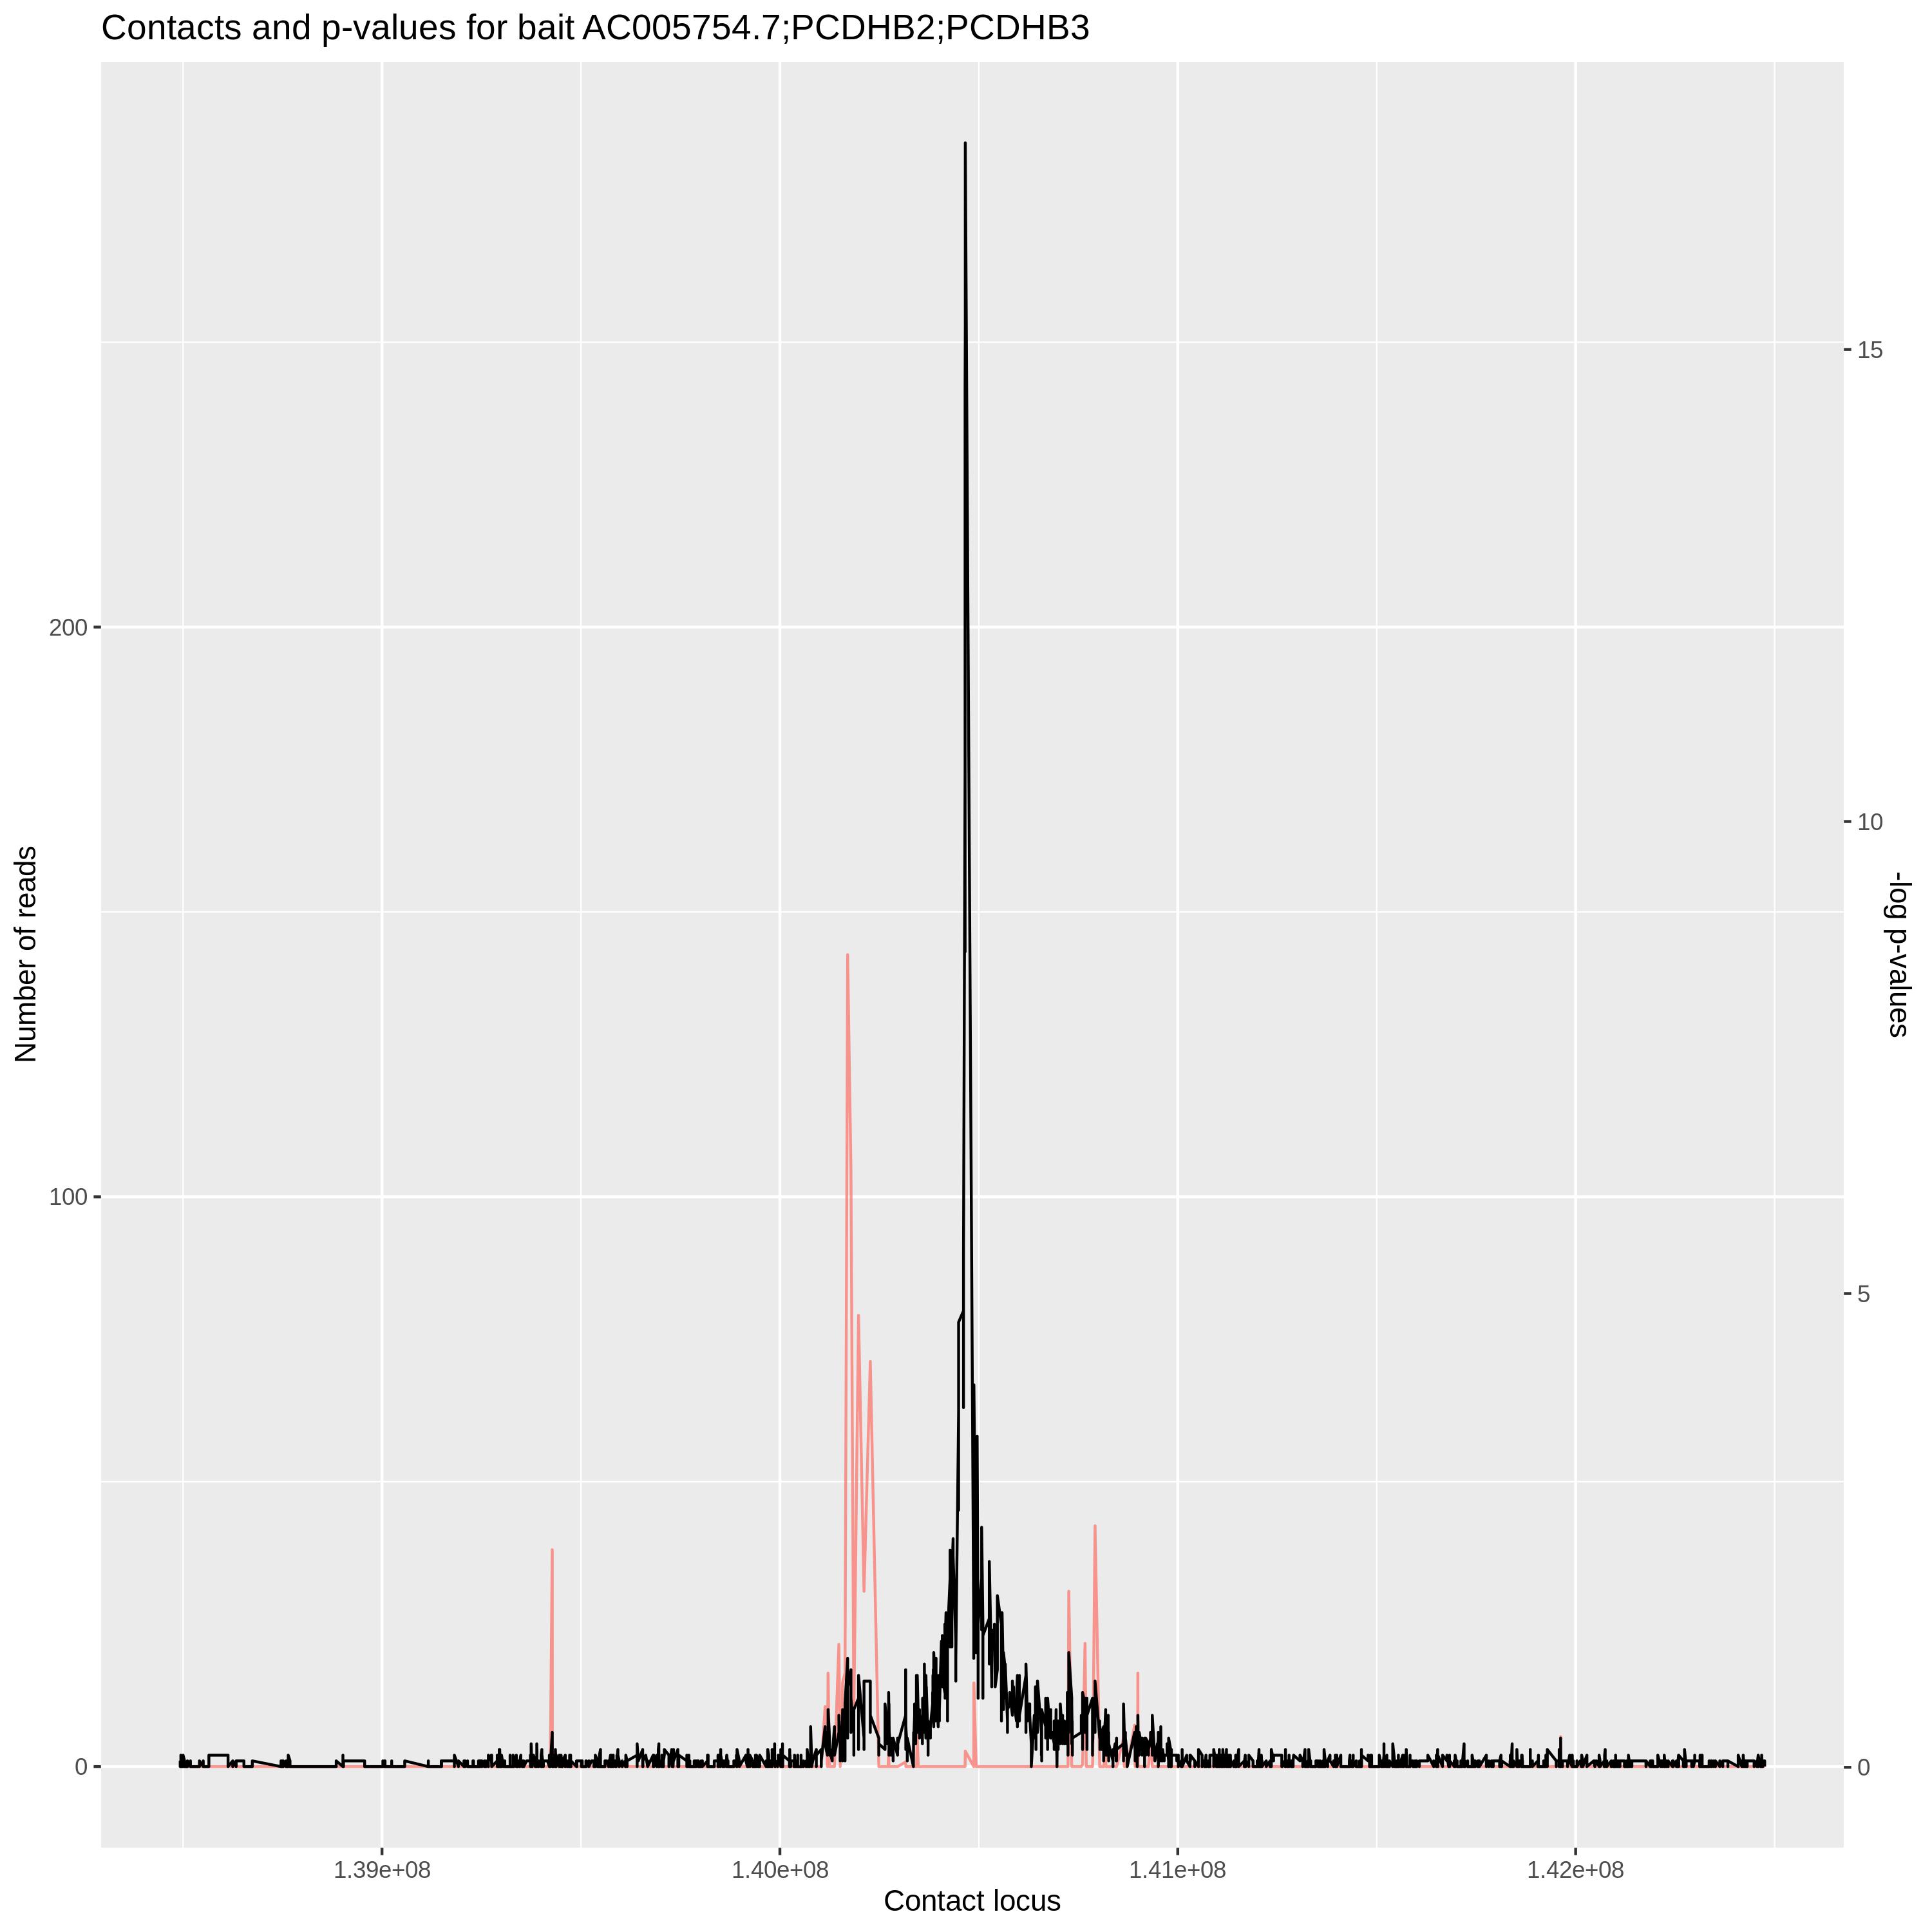 Contacts and p-values for bait AC005754.7;PCDHB2;PCDHB3
Number of reads
200
100
0
15
10
5
0
-log p-values
1.39e+08
1.40e+08
1.41e+08
1.42e+08
Contact locus